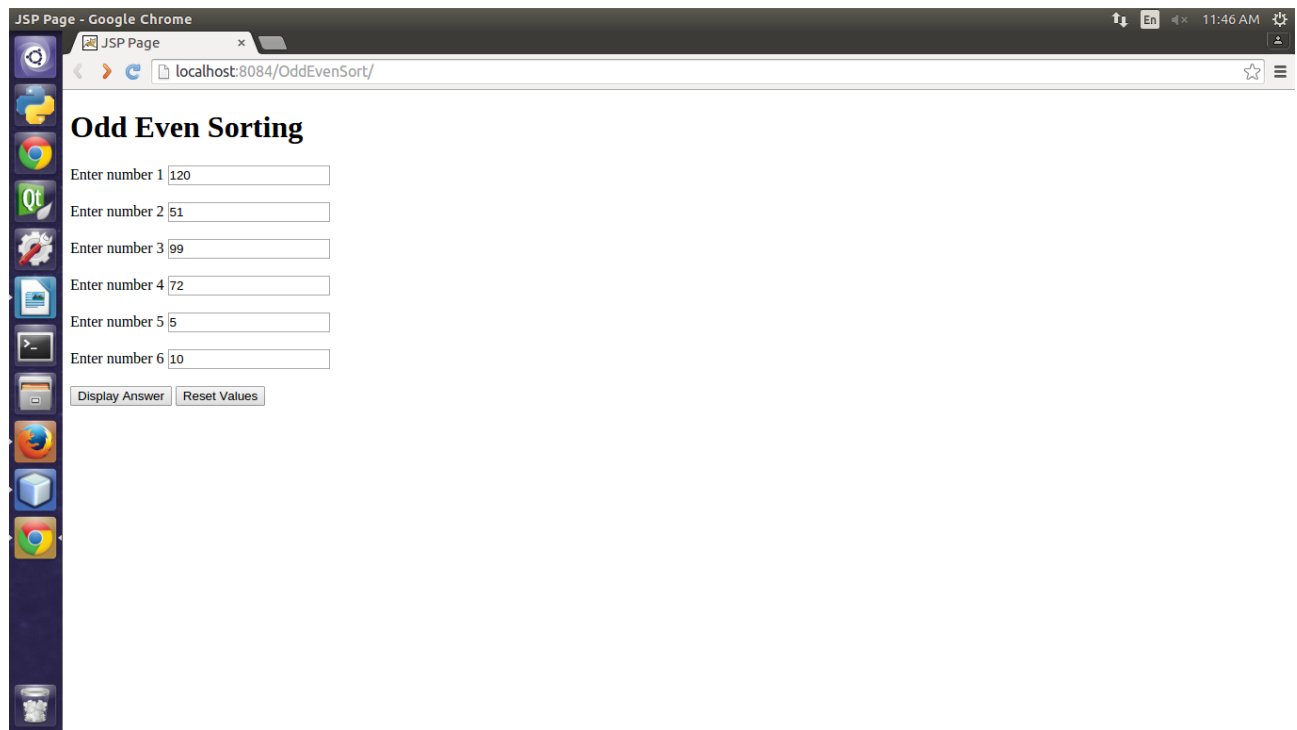 JSP Page - Google Chrome
En 11:46 AM
JSP Page ×
localhost:8084/OddEvenSort/
Odd Even Sorting
Enter number 1 120
Enter number 2 51
Enter number 3 99
Enter number 4 72
Enter number 5 5
Enter number 6 10
Display Answer Reset Values
Qt
>_